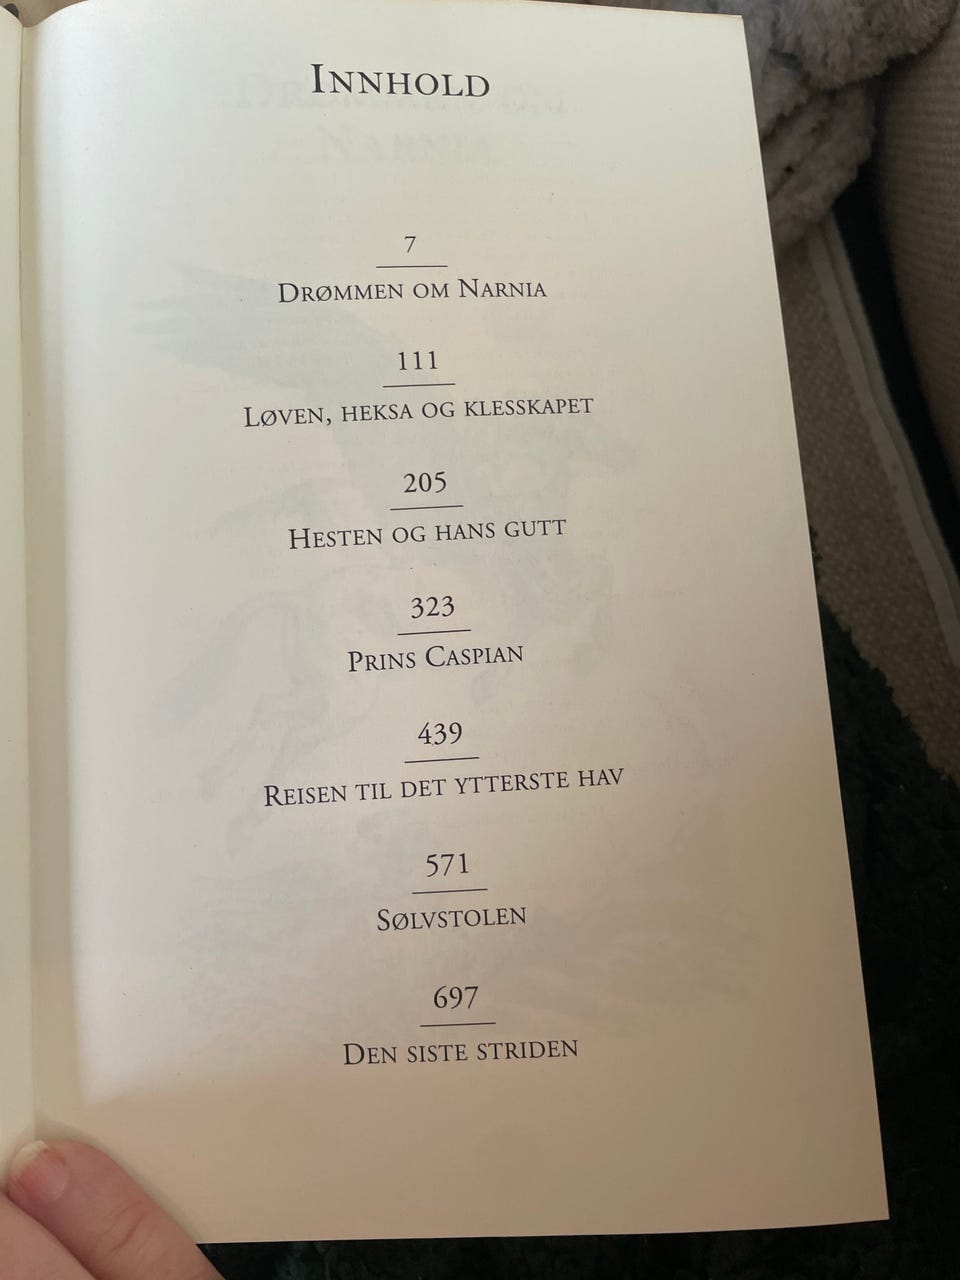 INNHOLD
7
DRØMMEN OM NARNIA
111
LØVEN, HEKSA OG KLESSKAPET
205
HESTEN OG HANS GUTT
323
PRINS CASPIAN
439
REISEN TIL DET YTTERSTE HAV
571
SØLVSTOLEN
697
DEN SISTE STRIDEN